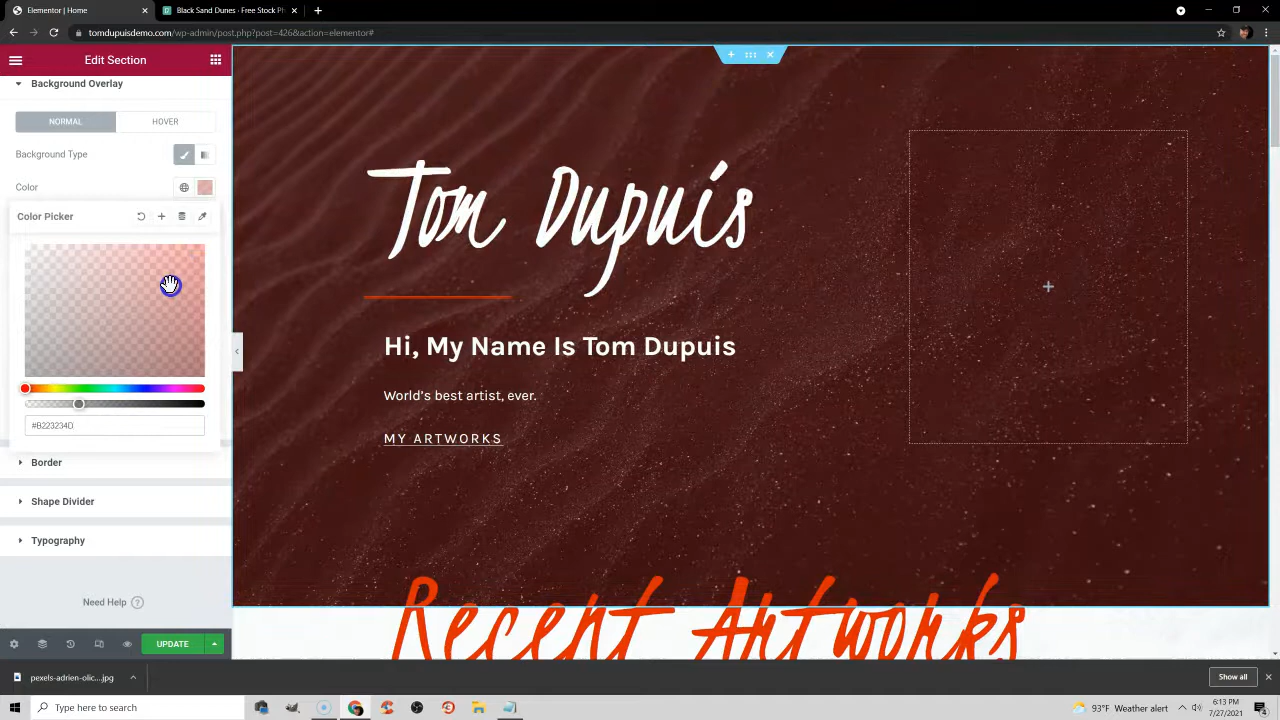 Elementor | Home
Black Sand Dunes · Free Stock Ph
tomdupuisdemo.com/wp-admin/post.php?post=426&action=elementor#
Edit Section
Background Overlay
NORMAL
HOVER
Background Type
Color
Color Picker
#B223234D
Border
Shape Divider
Typography
Need Help ?
UPDATE
Tom Dupuis
Hi, My Name Is Tom Dupuis
World's best artist, ever.
MY ARTWORKS
Recent Artworks
pexels-adrien-olic....jpg
Show all
Type here to search
93°F Weather alert
6:13 PM
7/27/2021